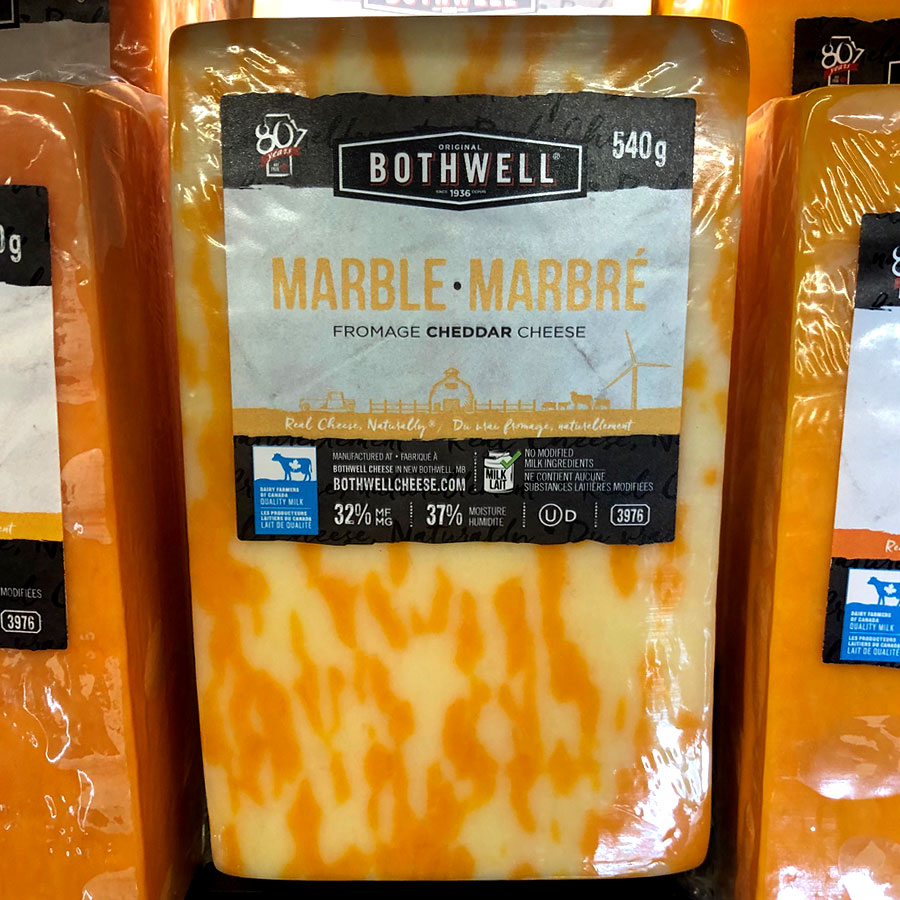 BOTHWELL
80
years
ORIGINAL
BOTHWELL®
SINCE 1936 DEPUIS
540g
MARBLE • MARBRÉ
FROMAGE CHEDDAR CHEESE
Real Cheese, Naturally® / Du vrai fromage, naturellement
DAIRY FARMERS
OF CANADA
QUALITY MILK
LES PRODUCTEURS
LAITIERS DU CANADA
LAIT DE QUALITÉ
MANUFACTURED AT • FABRIQUÉ À
BOTHWELL CHEESE IN NEW BOTHWELL, MB
BOTHWELLCHEESE.COM
MILK
LAIT
NO MODIFIED
MILK INGREDIENTS
NE CONTIENT AUCUNE
SUBSTANCES LAITIÈRES MODIFIÉES
32% MF
MG
37% MOISTURE
HUMIDITE
U D
3976
g
MODIFIÉES
3976
80
years
DAIRY FARMERS
OF CANADA
QUALITY MILK
LES PRODUCTEURS
LAITIERS DU CANADA
LAIT DE QUALITÉ